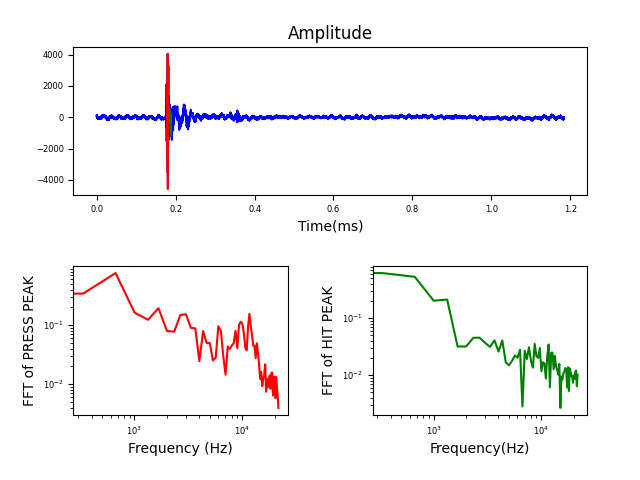 Amplitude
4000
2000
0
−2000
−4000
0.0 0.2 0.4 0.6 0.8 1.0 1.2
Time(ms)
FFT of PRESS PEAK
10⁻¹
10⁻²
10³ 10⁴
Frequency (Hz)
FFT of HIT PEAK
10⁻¹
10⁻²
10³ 10⁴
Frequency(Hz)